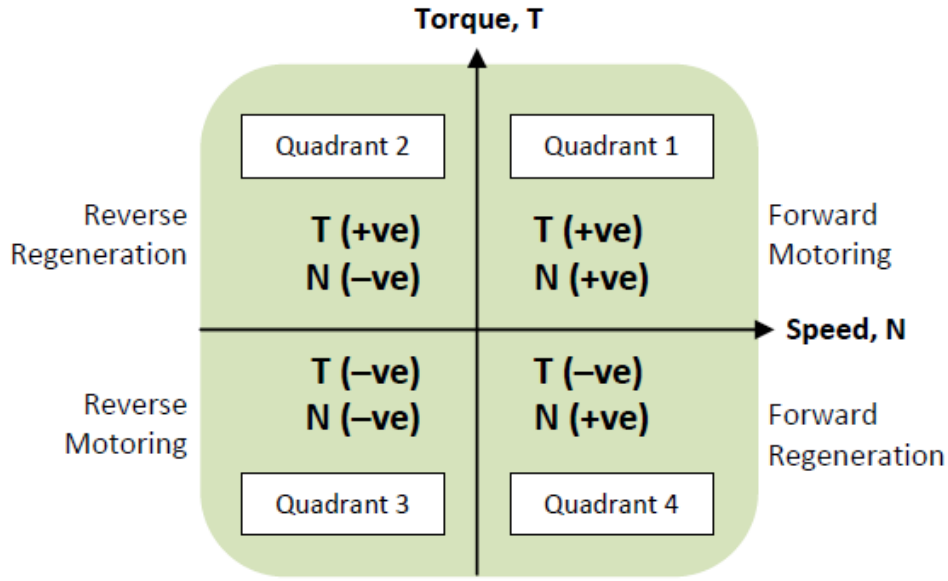 Torque, T
Quadrant 2
Quadrant 1
Reverse
Regeneration
T (+ve)
N (–ve)
T (+ve)
N (+ve)
Forward
Motoring
Speed, N
Reverse
Motoring
T (–ve)
N (–ve)
T (–ve)
N (+ve)
Forward
Regeneration
Quadrant 3
Quadrant 4